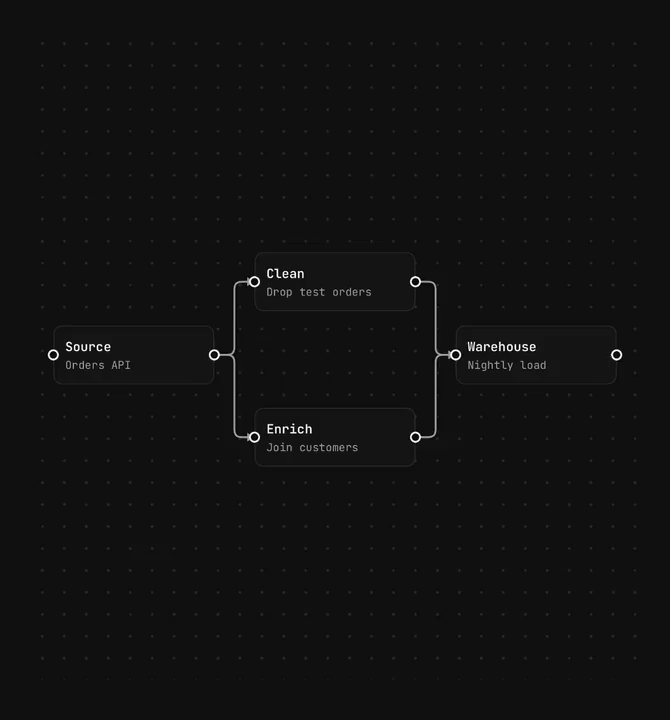 Clean
Drop test orders
Source
Orders API
Warehouse
Nightly load
Enrich
Join customers